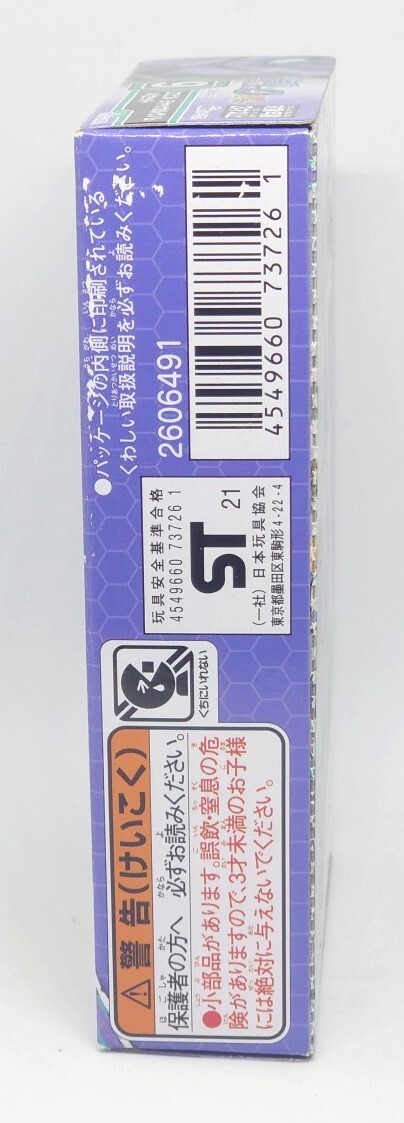 ●パッケージの内側に印刷されている
くわしい取扱説明を必ずお読みください。
2606491
4549660 73726 1
玩具安全基準合格
4549660 73726 1
ST 21
(一社)日本玩具協会
東京都墨田区東駒形4-22-4
くちにいれない
警告(けいこく)
保護者の方へ 必ずお読みください。
●小部品があります。誤飲・窒息の危
険がありますので、3才未満のお子様
には絶対に与えないでください。